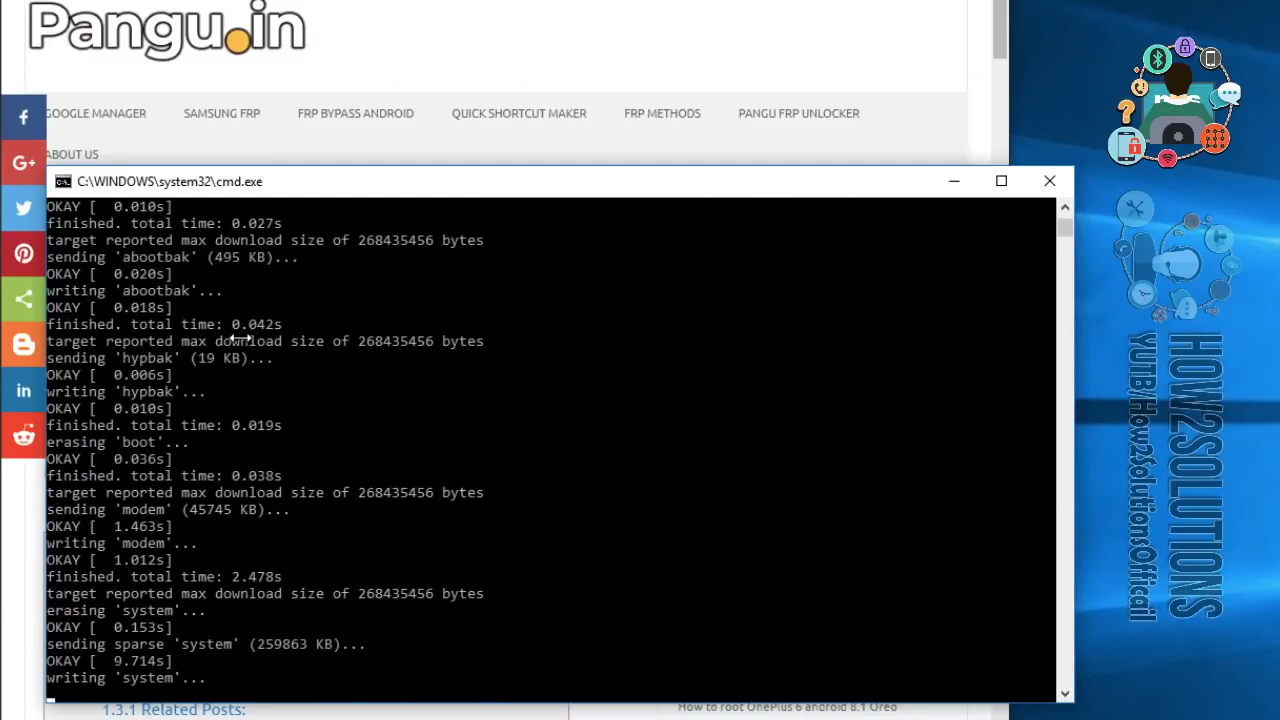 Pangu.in
GOOGLE MANAGER
SAMSUNG FRP
FRP BYPASS ANDROID
QUICK SHORTCUT MAKER
FRP METHODS
PANGU FRP UNLOCKER
ABOUT US
C:\WINDOWS\system32\cmd.exe
OKAY [  0.010s]
finished. total time: 0.027s
target reported max download size of 268435456 bytes
sending 'abootbak' (495 KB)...
OKAY [  0.020s]
writing 'abootbak'...
OKAY [  0.018s]
finished. total time: 0.042s
target reported max download size of 268435456 bytes
sending 'hypbak' (19 KB)...
OKAY [  0.006s]
writing 'hypbak'...
OKAY [  0.010s]
finished. total time: 0.019s
erasing 'boot'...
OKAY [  0.036s]
finished. total time: 0.038s
target reported max download size of 268435456 bytes
sending 'modem' (45745 KB)...
OKAY [  1.463s]
writing 'modem'...
OKAY [  1.012s]
finished. total time: 2.478s
target reported max download size of 268435456 bytes
erasing 'system'...
OKAY [  0.153s]
sending sparse 'system' (259863 KB)...
OKAY [  9.714s]
writing 'system'...
1.3.1 Related Posts:
How to root OnePlus 6 android 8.1 Oreo
HOW2SOLUTIONS
YUTB/How2SolutionsOfficail